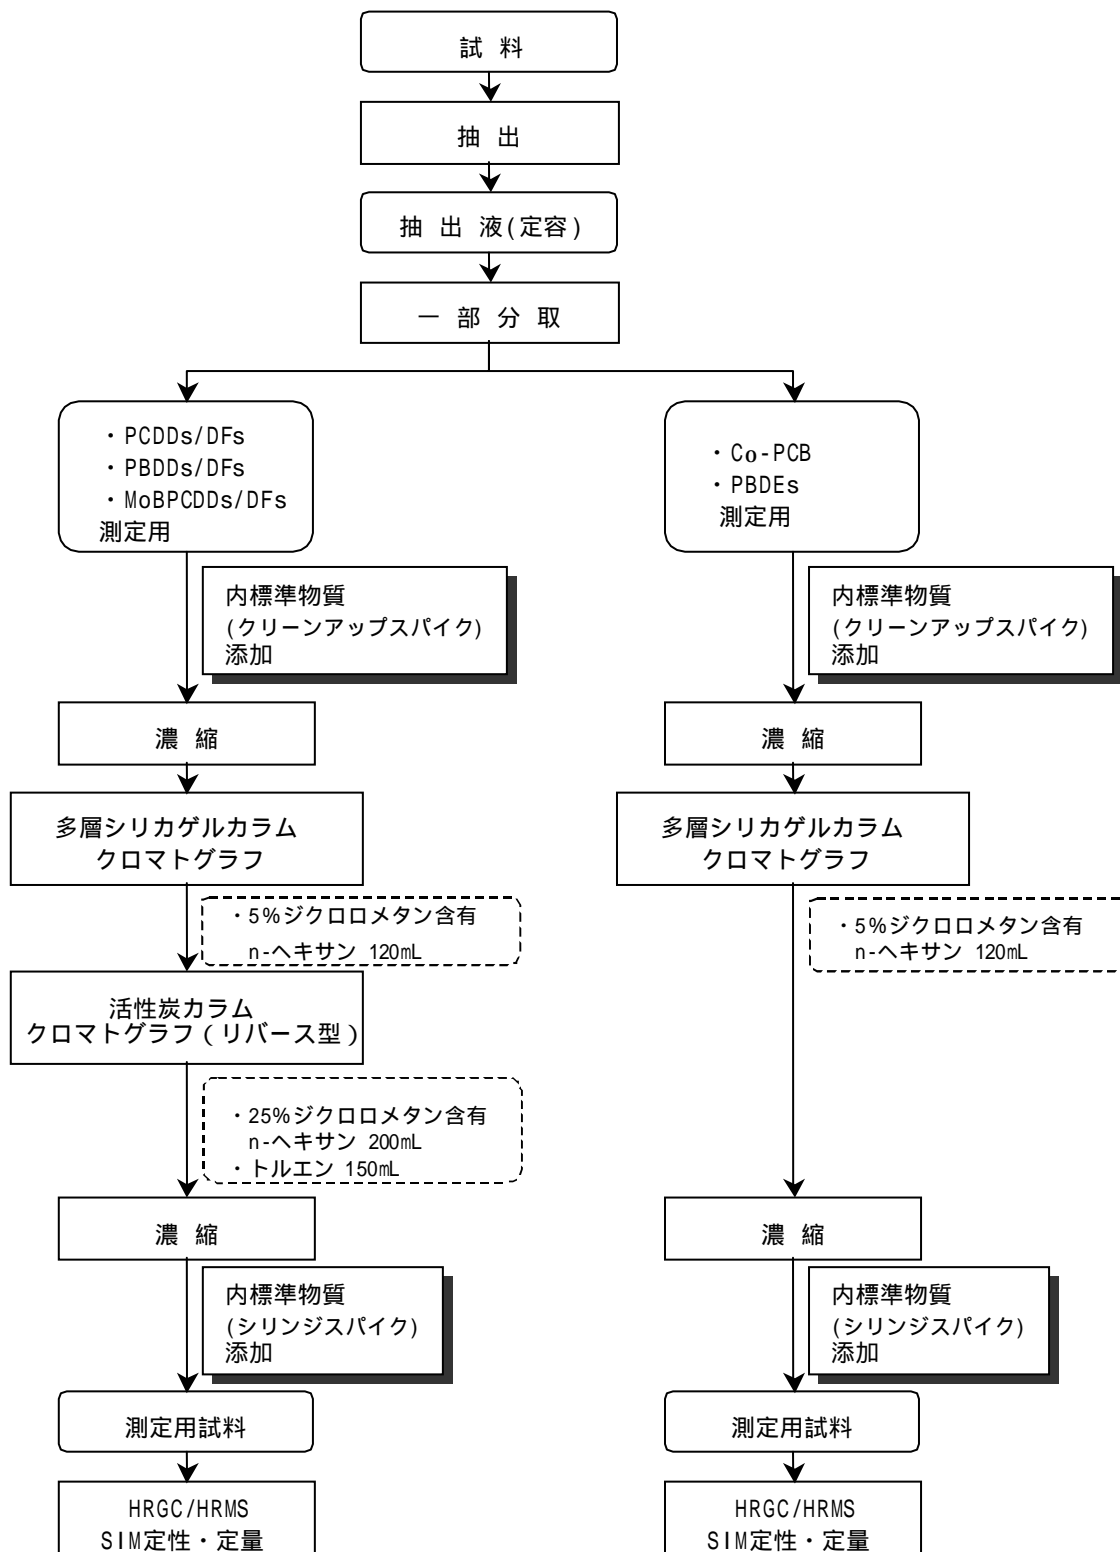 試 料
抽 出
抽 出 液(定容)
一 部 分 取
・PCDDs/DFs
・PBDDs/DFs
・MoBPCDDs/DFs
測定用
内標準物質
(クリーンアップスパイク)
添加
濃 縮
多層シリカゲルカラム
クロマトグラフ
・5%ジクロロメタン含有
n-ヘキサン 120mL
活性炭カラム
クロマトグラフ(リバース型)
・25%ジクロロメタン含有
n-ヘキサン 200mL
・トルエン 150mL
濃 縮
内標準物質
(シリンジスパイク)
添加
測定用試料
HRGC/HRMS
SIM定性・定量
・Co-PCB
・PBDEs
測定用
内標準物質
(クリーンアップスパイク)
添加
濃 縮
多層シリカゲルカラム
クロマトグラフ
・5%ジクロロメタン含有
n-ヘキサン 120mL
濃 縮
内標準物質
(シリンジスパイク)
添加
測定用試料
HRGC/HRMS
SIM定性・定量